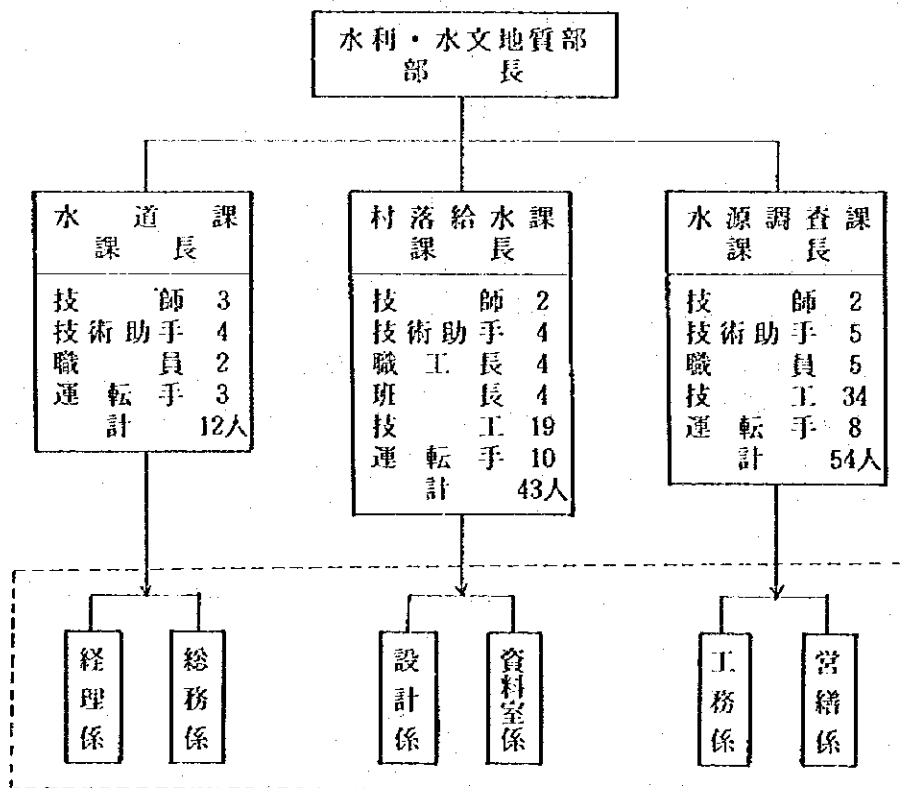 水利・水文地質部
部長
水道課
課長
技師 3
技術助手 4
職員 2
運転手 3
計 12人
村落給水課
課長
技師 2
技術助手 4
職工長 4
班長 4
技工 19
運転手 10
計 43人
水源調査課
課長
技師 2
技術助手 5
職員 5
技工 34
運転手 8
計 54人
経理係
総務係
設計係
資料室係
工務係
営繕係